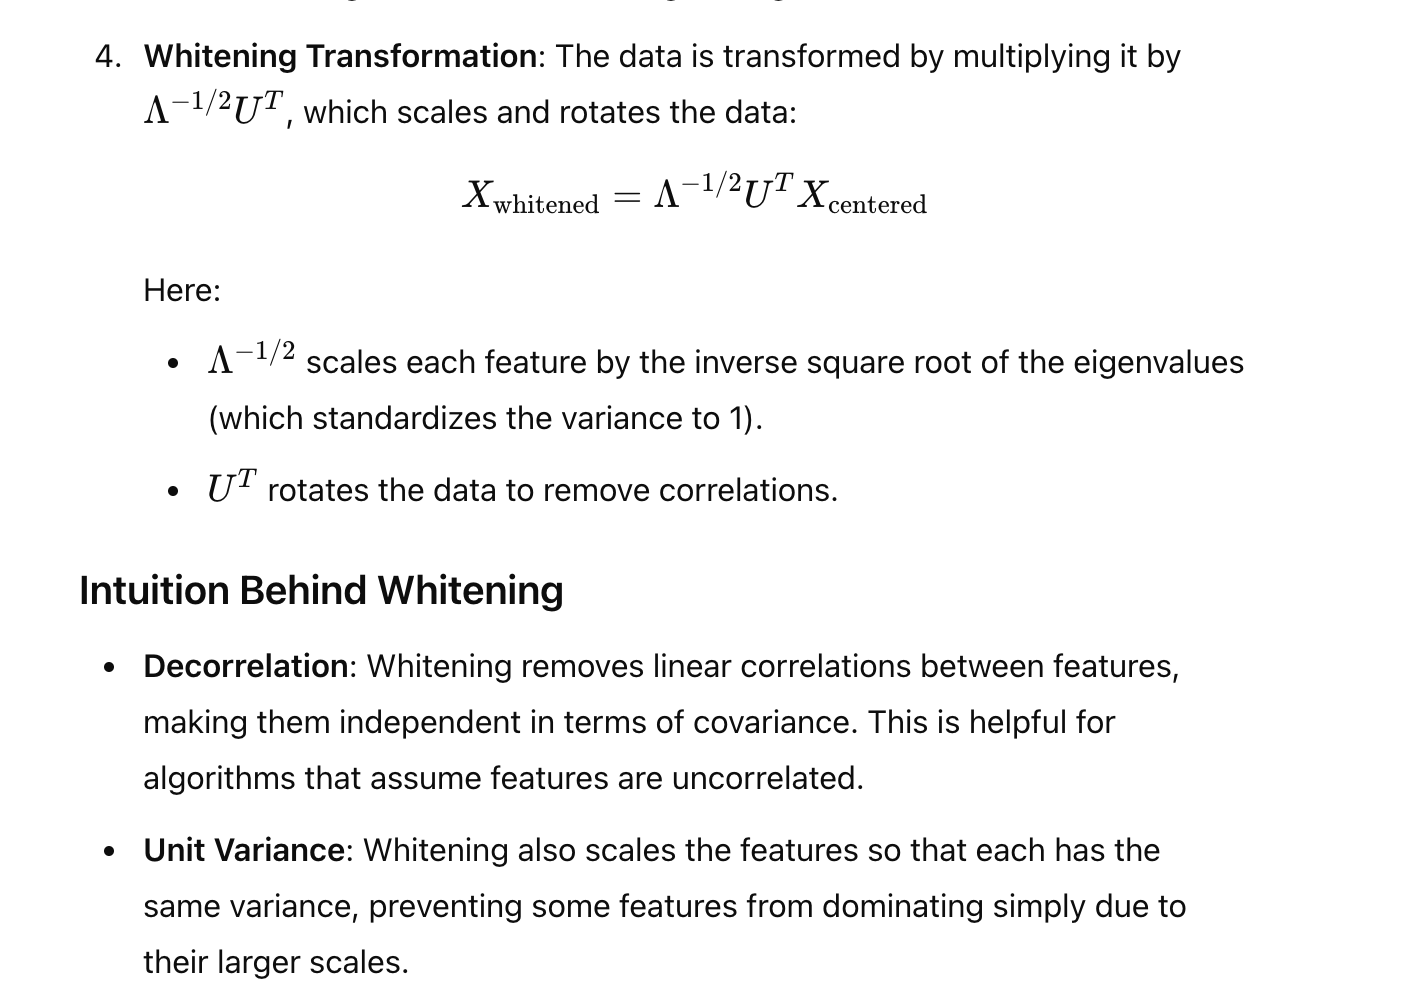 4. Whitening Transformation: The data is transformed by multiplying it by
Λ^{-1/2}U^T, which scales and rotates the data:
X_{whitened} = Λ^{-1/2}U^T X_{centered}
Here:
• Λ^{-1/2} scales each feature by the inverse square root of the eigenvalues
(which standardizes the variance to 1).
• U^T rotates the data to remove correlations.
Intuition Behind Whitening
• Decorrelation: Whitening removes linear correlations between features,
making them independent in terms of covariance. This is helpful for
algorithms that assume features are uncorrelated.
• Unit Variance: Whitening also scales the features so that each has the
same variance, preventing some features from dominating simply due to
their larger scales.